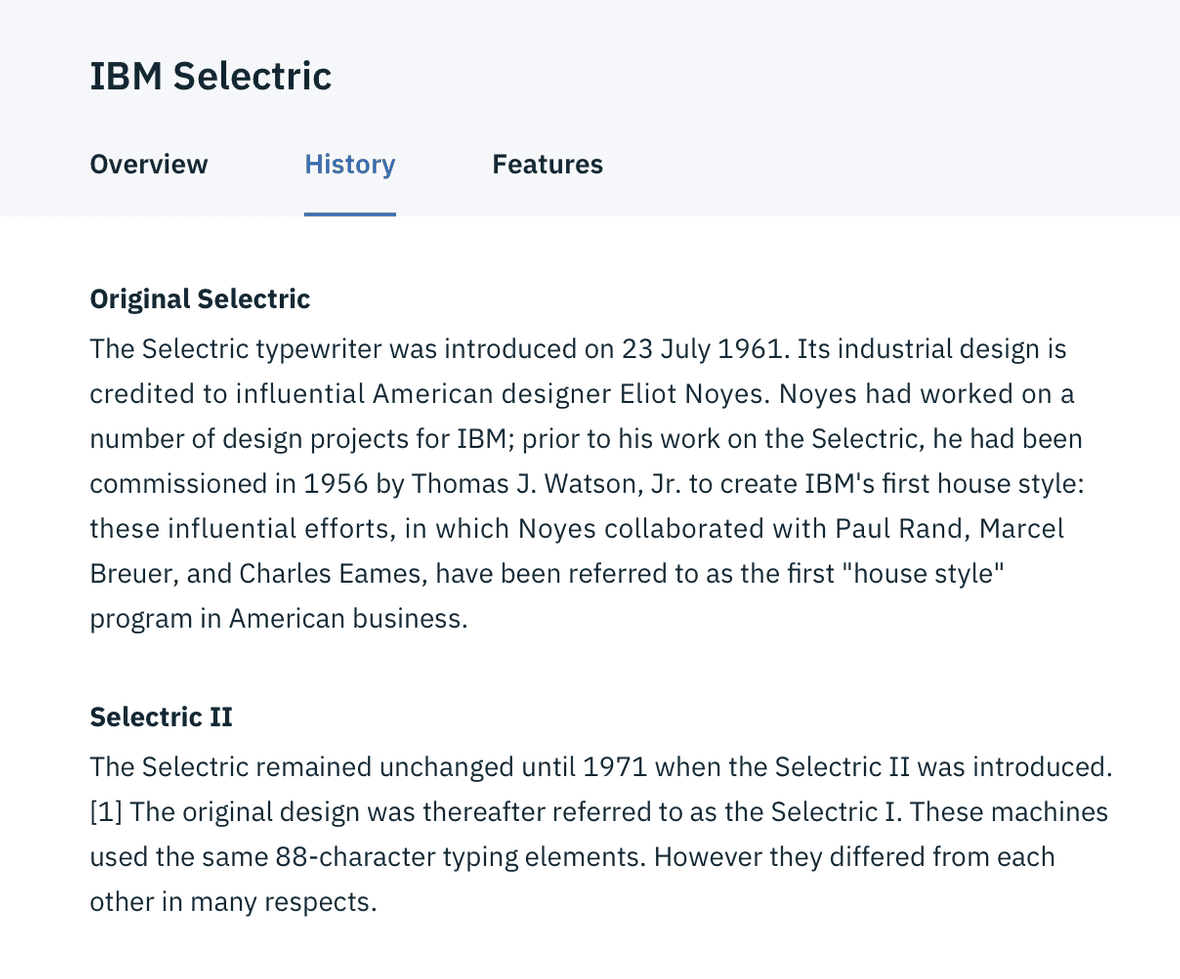 IBM Selectric
Overview History Features
Original Selectric
The Selectric typewriter was introduced on 23 July 1961. Its industrial design is
credited to influential American designer Eliot Noyes. Noyes had worked on a
number of design projects for IBM; prior to his work on the Selectric, he had been
commissioned in 1956 by Thomas J. Watson, Jr. to create IBM's first house style:
these influential efforts, in which Noyes collaborated with Paul Rand, Marcel
Breuer, and Charles Eames, have been referred to as the first "house style"
program in American business.
Selectric II
The Selectric remained unchanged until 1971 when the Selectric II was introduced.
[1] The original design was thereafter referred to as the Selectric I. These machines
used the same 88-character typing elements. However they differed from each
other in many respects.